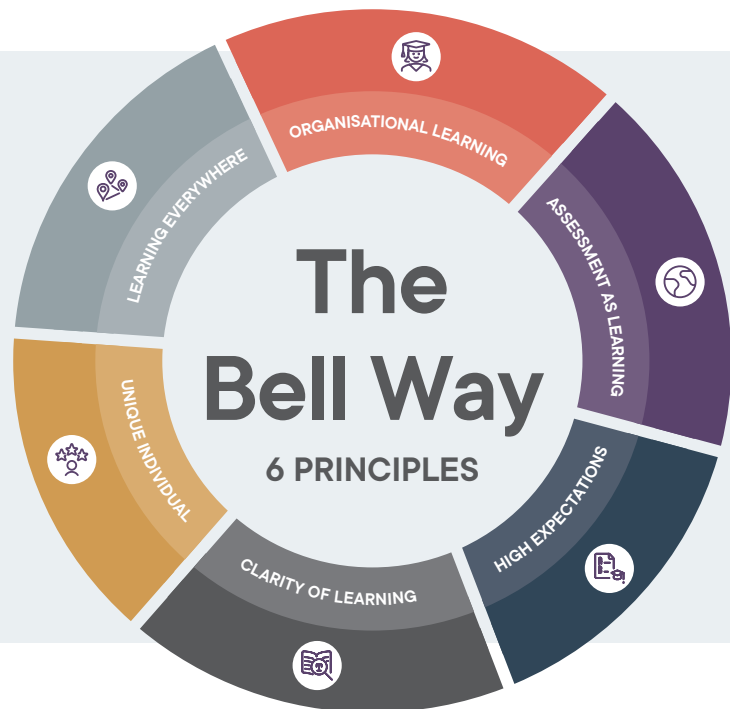 The
Bell Way
6 PRINCIPLES
ORGANISATIONAL LEARNING
ASSESSMENT AS LEARNING
HIGH EXPECTATIONS
CLARITY OF LEARNING
UNIQUE INDIVIDUAL
LEARNING EVERYWHERE